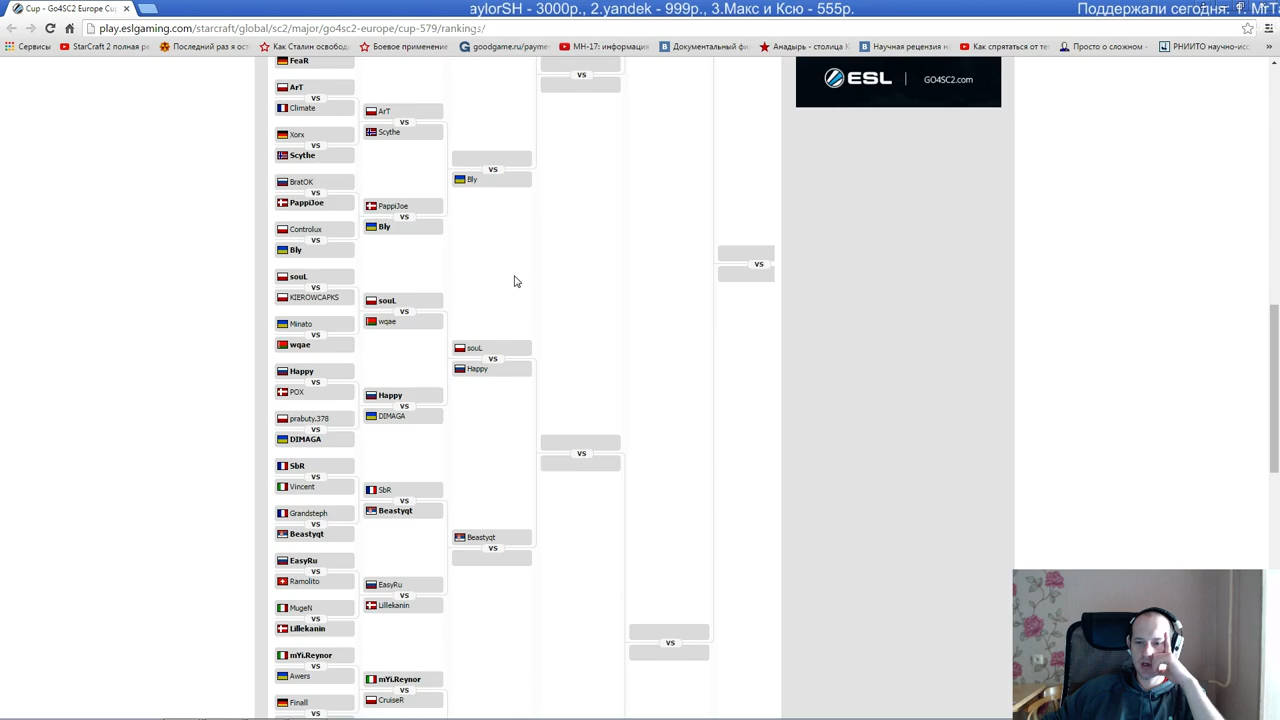 Cup - Go4SC2 Europe Cup
aylorSH - 3000р., 2.yandek - 999р., 3.Макс и Ксю - 555р.
Поддержали сегодня: 1. МгТа
play.eslgaming.com/starcraft/global/sc2/major/go4sc2-europe/cup-579/rankings/
Сервисы
StarCraft 2 полная ре
Последний раз я ос
Как Сталин освобод
Боевое применение
goodgame.ru/payme
МН-17: информация
Документальный ф
Анадырь - столица К
Научная рецензия н
Как спрятаться от те
Просто о сложном -
РНИИТО научно-исс
FeaR
ArT
VS
Climate
Xorx
VS
Scythe
BratOK
VS
PappiJoe
Controlux
VS
Bly
souL
VS
KIEROWCAPKS
Minato
VS
wqae
Happy
VS
POX
prabuty.378
VS
DIMAGA
SbR
VS
Vincent
Grandsteph
VS
Beastyqt
EasyRu
VS
Ramolito
MugeN
VS
Lillekanin
mYi.Reynor
VS
Awers
Finall
VS
ArT
VS
Scythe
PappiJoe
VS
Bly
souL
VS
wqae
Happy
VS
DIMAGA
SbR
VS
Beastyqt
EasyRu
VS
Lillekanin
mYi.Reynor
VS
CruiseR
VS
Bly
souL
VS
Happy
Beastyqt
VS
VS
VS
VS
VS
ESL
GO4SC2.com